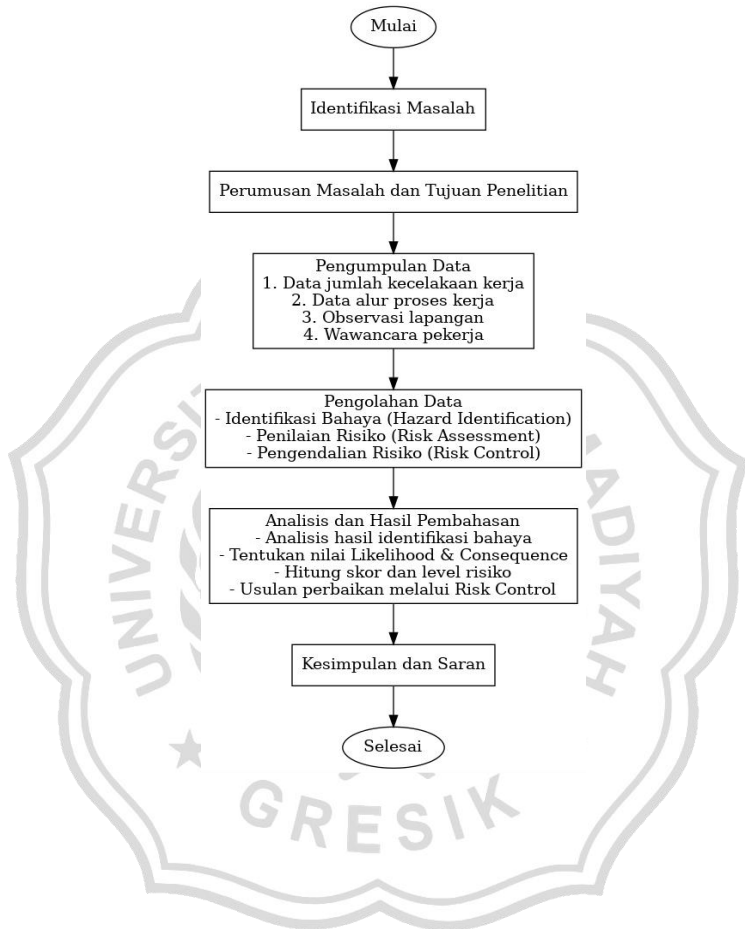 Mulai
Identifikasi Masalah
Perumusan Masalah dan Tujuan Penelitian
Pengumpulan Data
1. Data jumlah kecelakaan kerja
2. Data alur proses kerja
3. Observasi lapangan
4. Wawancara pekerja
Pengolahan Data
- Identifikasi Bahaya (Hazard Identification)
- Penilaian Risiko (Risk Assessment)
- Pengendalian Risiko (Risk Control)
Analisis dan Hasil Pembahasan
- Analisis hasil identifikasi bahaya
- Tentukan nilai Likelihood & Consequence
- Hitung skor dan level risiko
- Usulan perbaikan melalui Risk Control
Kesimpulan dan Saran
Selesai
GRESIK